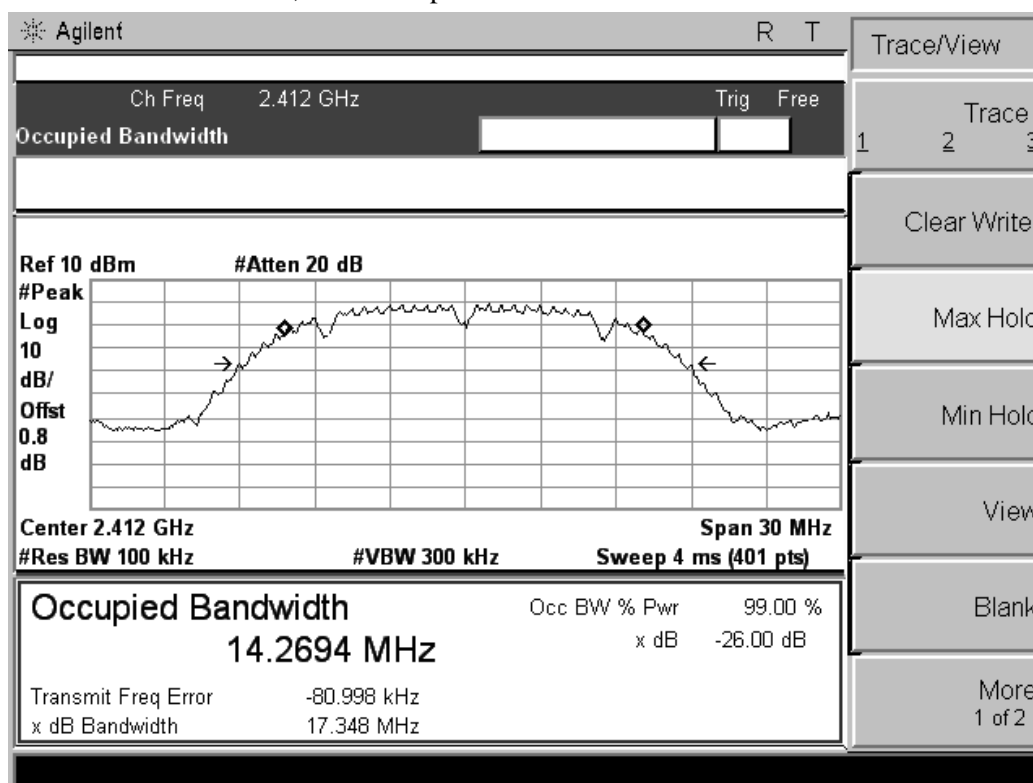 Agilent R T
Trace/View
Ch Freq 2.412 GHz Trig Free
Occupied Bandwidth
Trace
1 2 3
Clear Write
Max Hold
Min Hold
View
Blank
More
1 of 2
Ref 10 dBm #Atten 20 dB
#Peak
Log
10
dB/
Offst
0.8
dB
Center 2.412 GHz Span 30 MHz
#Res BW 100 kHz #VBW 300 kHz Sweep 4 ms (401 pts)
Occupied Bandwidth
14.2694 MHz
Occ BW % Pwr 99.00 %
x dB -26.00 dB
Transmit Freq Error -80.998 kHz
x dB Bandwidth 17.348 MHz